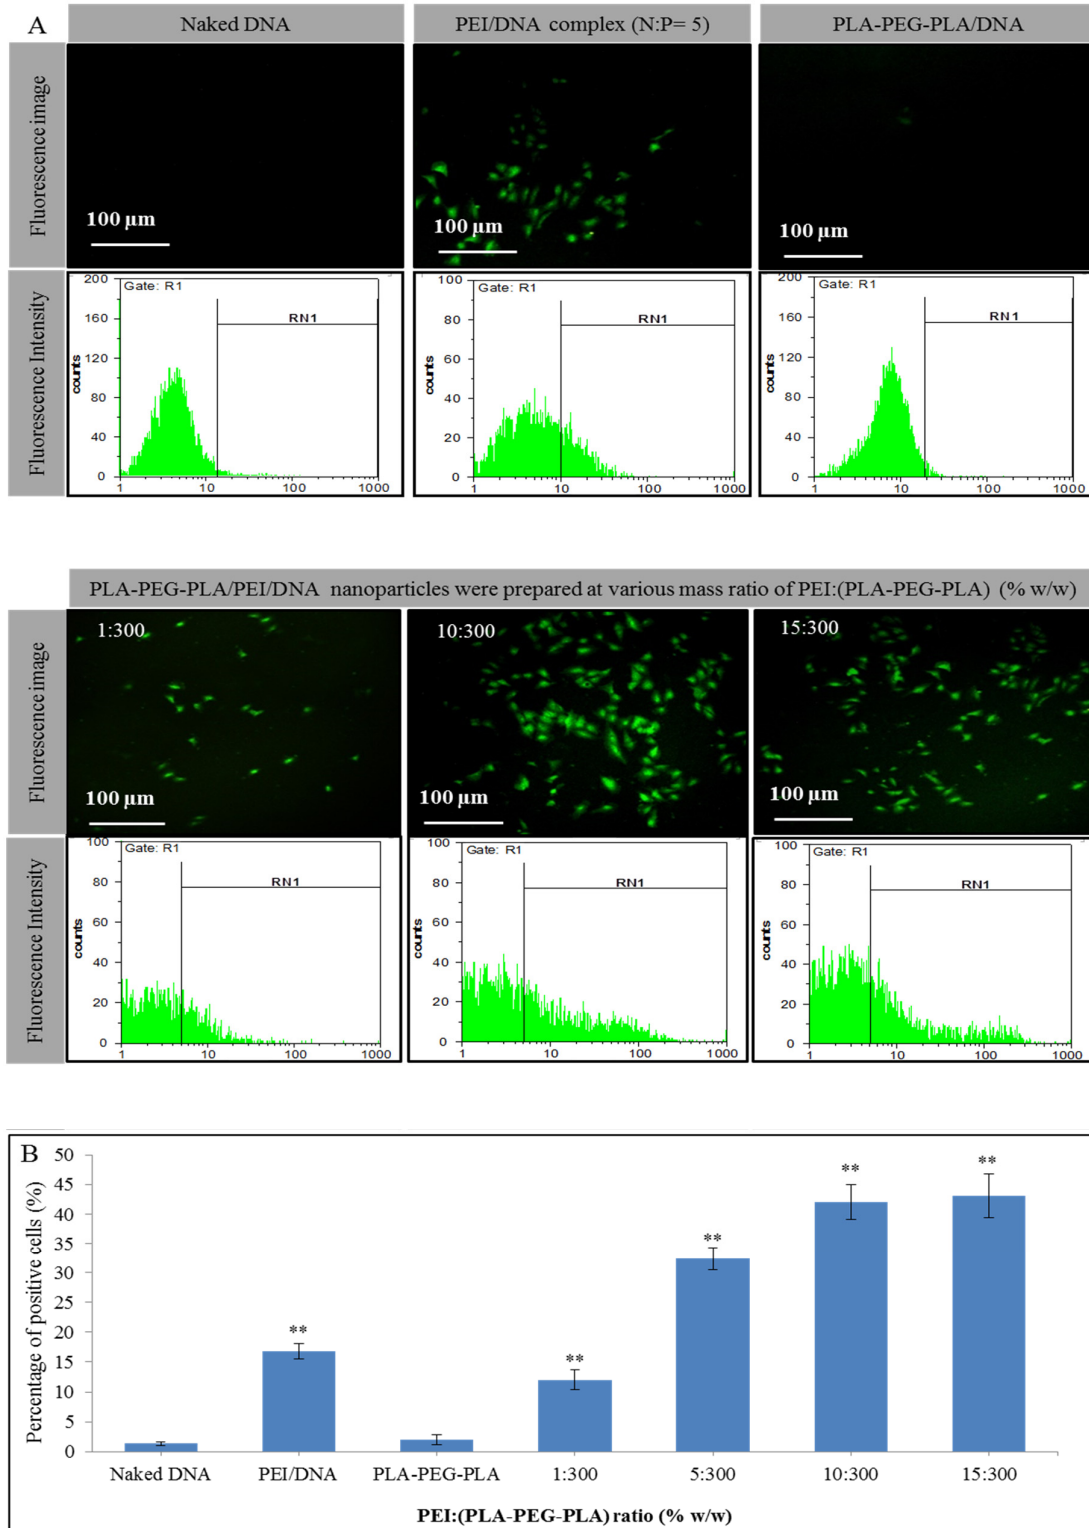 A
Naked DNA
PEI/DNA complex (N:P= 5)
PLA-PEG-PLA/DNA
Fluorescence image
100 µm
100 µm
100 µm
Fluorescence Intensity
Gate: R1
RN1
counts
200
160
120
80
40
0
1
10
100
1000
Gate: R1
RN1
counts
100
80
60
40
20
0
1
10
100
1000
Gate: R1
RN1
counts
200
160
120
80
40
0
1
10
100
1000
PLA-PEG-PLA/PEI/DNA nanoparticles were prepared at various mass ratio of PEI:(PLA-PEG-PLA) (% w/w)
Fluorescence image
1:300
100 µm
10:300
100 µm
15:300
100 µm
Fluorescence Intensity
Gate: R1
RN1
counts
100
80
60
40
20
0
1
10
100
1000
Gate: R1
RN1
counts
100
80
60
40
20
0
1
10
100
1000
Gate: R1
RN1
counts
100
80
60
40
20
0
1
10
100
1000
B
Percentage of positive cells (%)
50
45
40
35
30
25
20
15
10
5
0
**
**
**
**
**
Naked DNA
PEI/DNA
PLA-PEG-PLA
1:300
5:300
10:300
15:300
PEI:(PLA-PEG-PLA) ratio (% w/w)